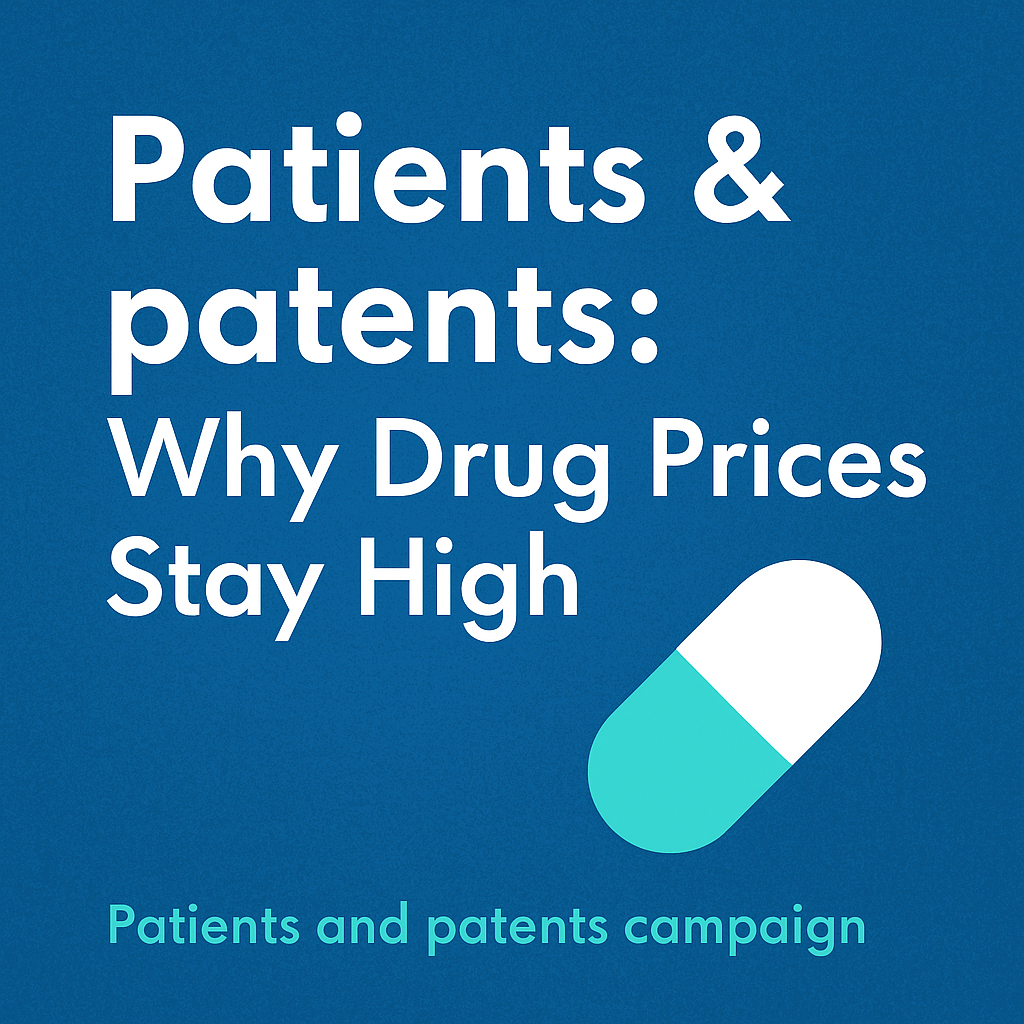 Patients &
patents:
Why Drug Prices
Stay High
Patients and patents campaign